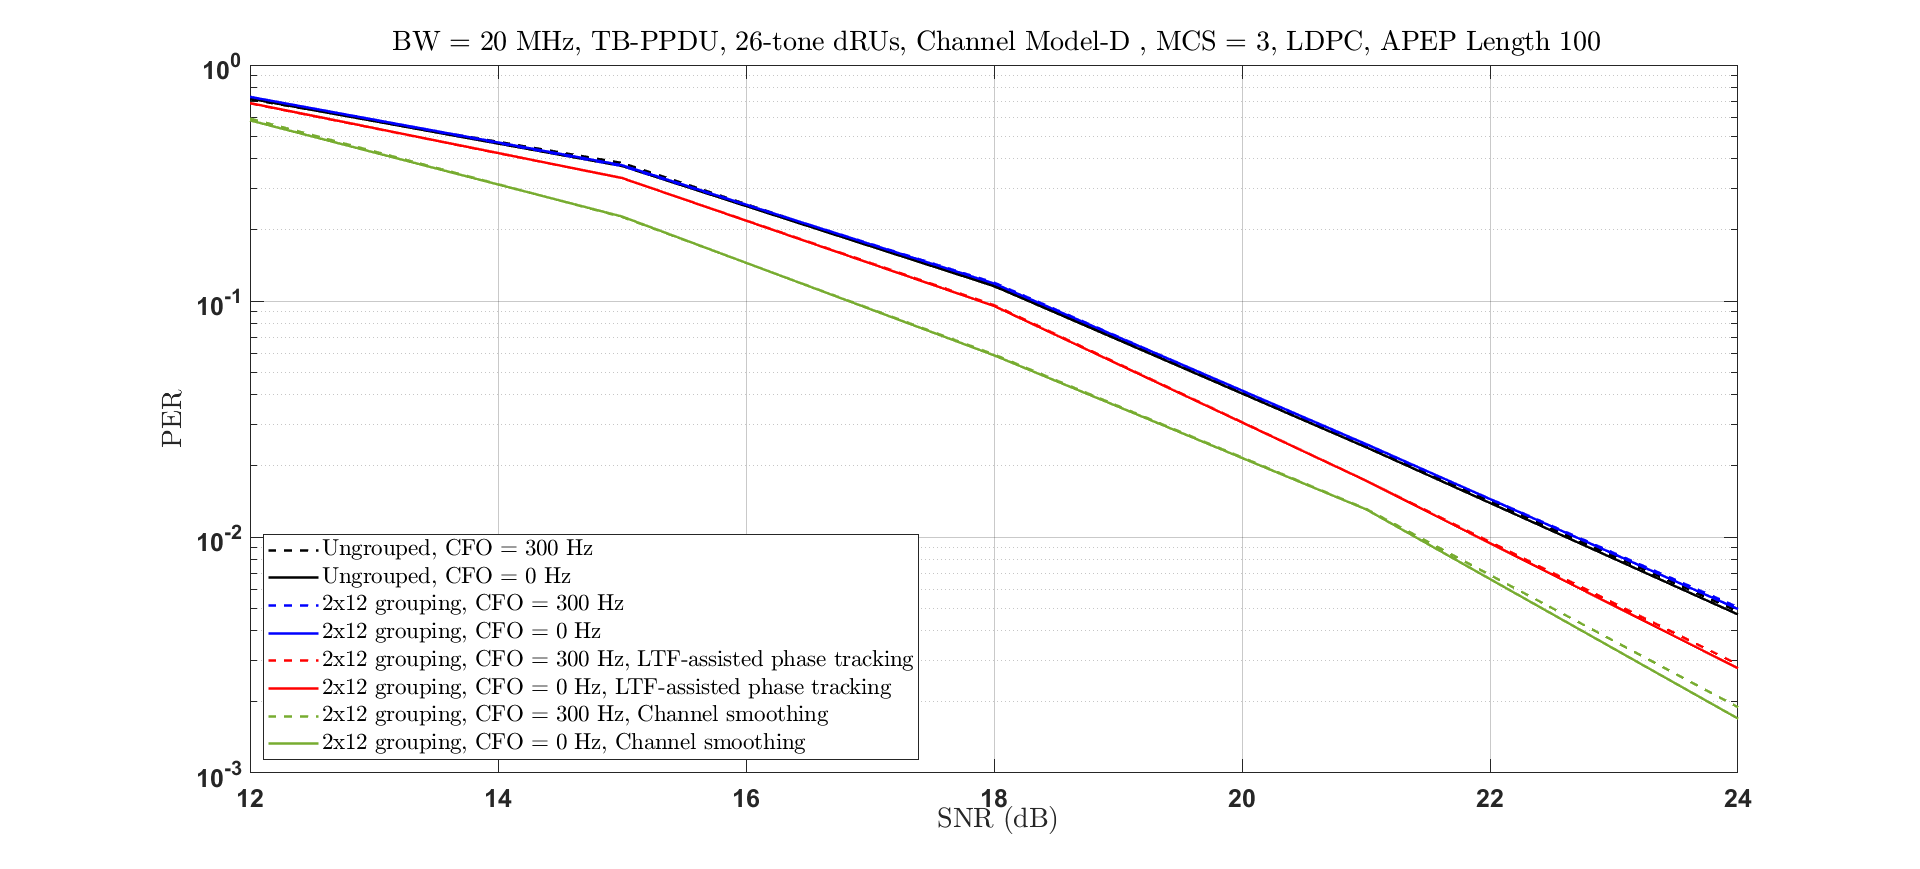 BW = 20 MHz, TB-PPDU, 26-tone dRUs, Channel Model-D , MCS = 3, LDPC, APEP Length 100
10^0
10^-1
10^-2
10^-3
PER
Ungrouped, CFO = 300 Hz
Ungrouped, CFO = 0 Hz
2x12 grouping, CFO = 300 Hz
2x12 grouping, CFO = 0 Hz
2x12 grouping, CFO = 300 Hz, LTF-assisted phase tracking
2x12 grouping, CFO = 0 Hz, LTF-assisted phase tracking
2x12 grouping, CFO = 300 Hz, Channel smoothing
2x12 grouping, CFO = 0 Hz, Channel smoothing
12 14 16 18 20 22 24
SNR (dB)